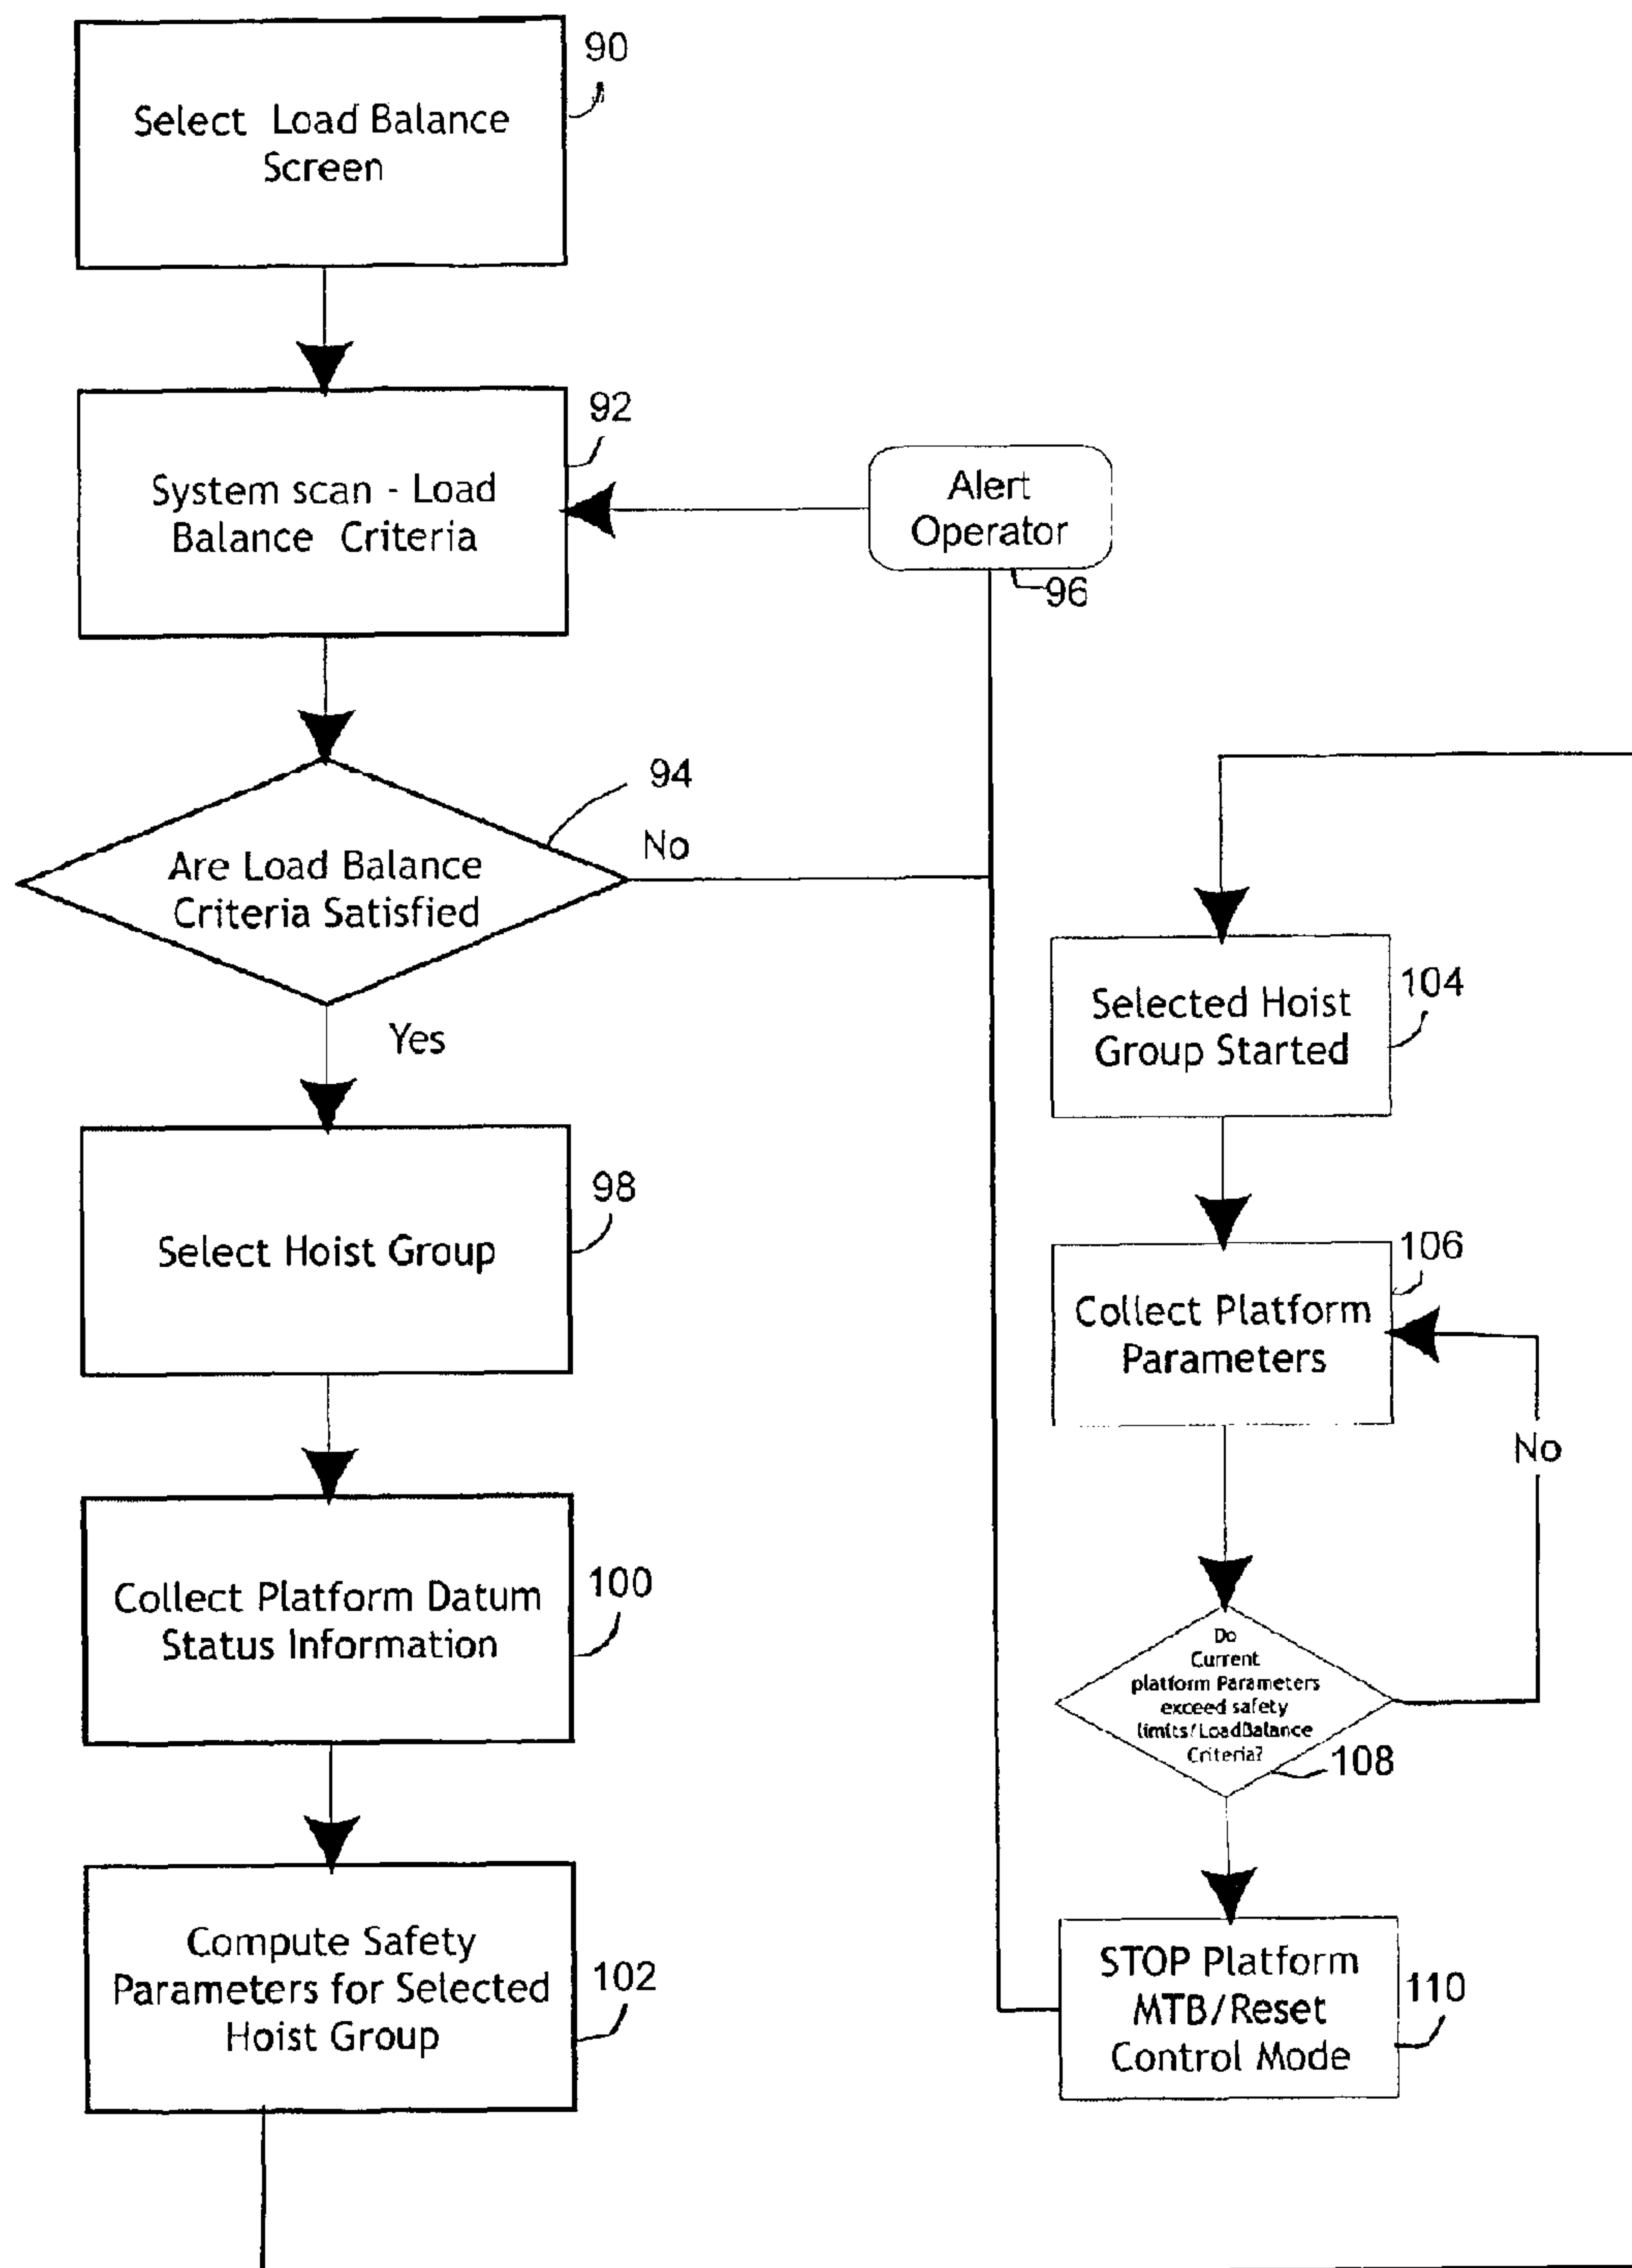 90
Select Load Balance
Screen
92
System scan - Load
Balance Criteria
Alert
Operator
96
94
No
Are Load Balance
Criteria Satisfied
Yes
98
Select Hoist Group
100
Collect Platform Datum
Status Information
102
Compute Safety
Parameters for Selected
Hoist Group
104
Selected Hoist
Group Started
106
Collect Platform
Parameters
No
Do
Current
platform Parameters
exceed safety
limits/LoadBalance
Criteria?
108
STOP Platform
MTB/Reset
Control Mode
110